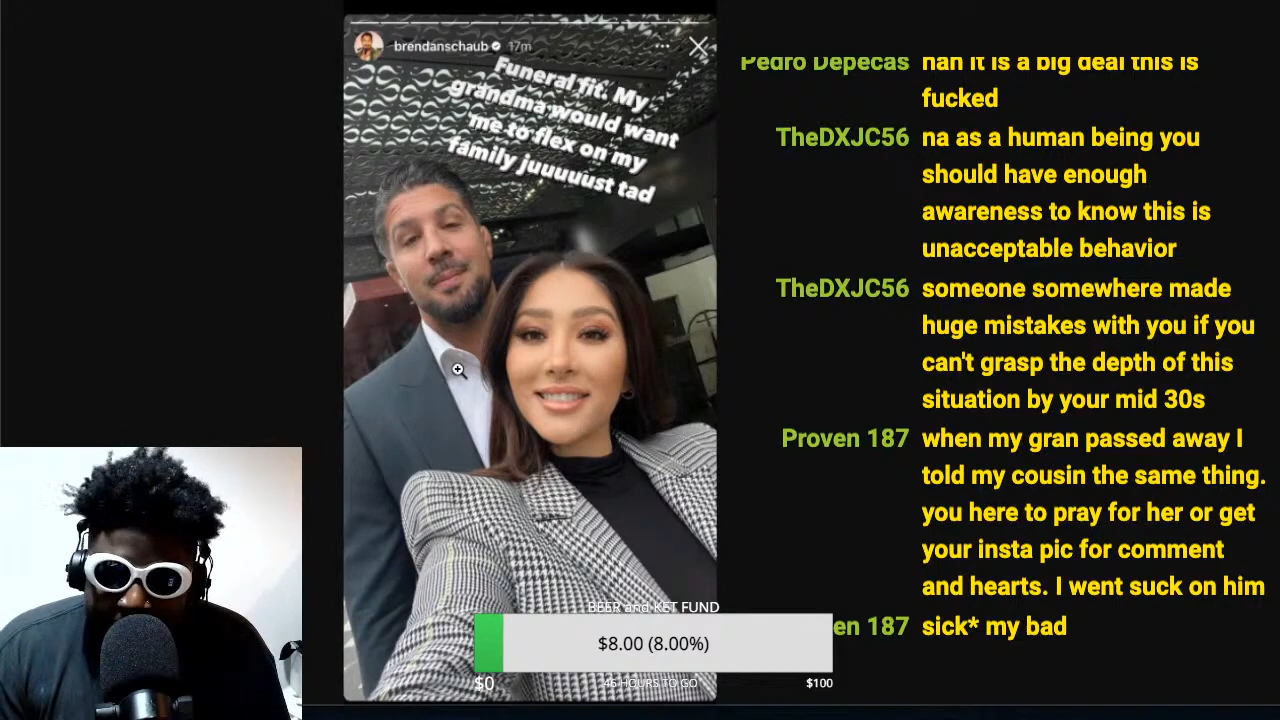 brendanschaub 17m
Funeral fit. My
grandma would want
me to flex on my
family juuuuust tad
Pedro Depecas nah it is a big deal this is
fucked
TheDXJC56 na as a human being you
should have enough
awareness to know this is
unacceptable behavior
TheDXJC56 someone somewhere made
huge mistakes with you if you
can't grasp the depth of this
situation by your mid 30s
Proven 187 when my gran passed away I
told my cousin the same thing.
you here to pray for her or get
your insta pic for comment
and hearts. I went suck on him
en 187 sick* my bad
BEER and KET FUND
$8.00 (8.00%)
$0 46 HOURS TO GO $100